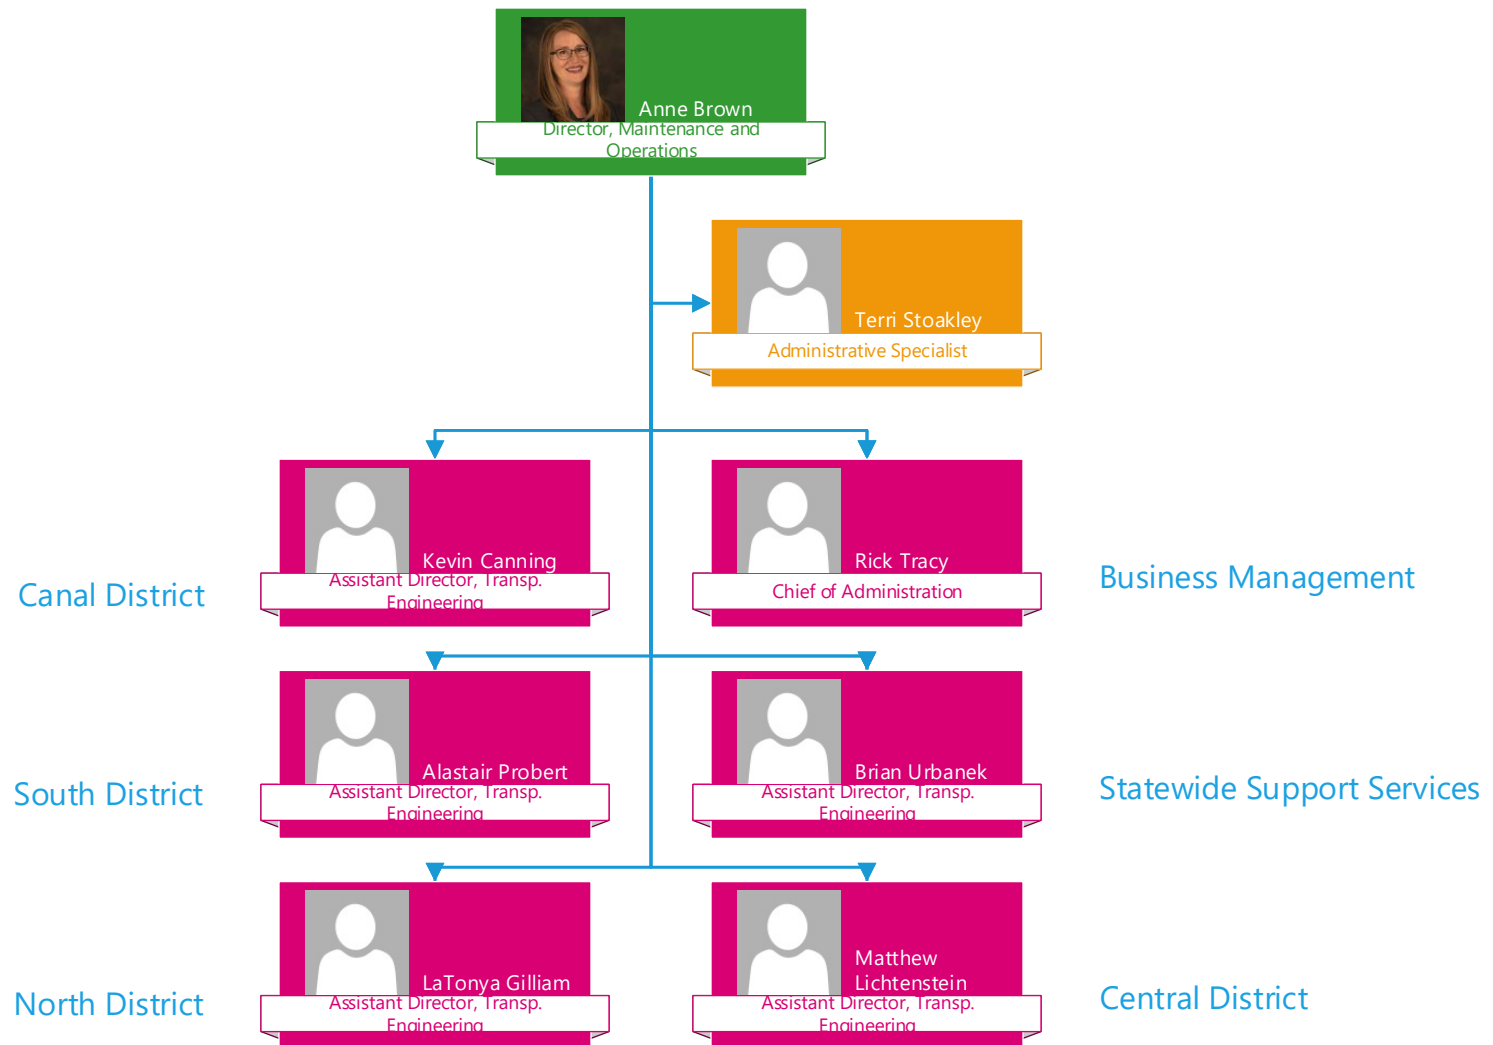 Anne Brown
Director, Maintenance and
Operations
Terri Stoakley
Administrative Specialist
Kevin Canning
Assistant Director, Transp.
Engineering
Canal District
Rick Tracy
Chief of Administration
Business Management
Alastair Probert
Assistant Director, Transp.
Engineering
South District
Brian Urbanek
Assistant Director, Transp.
Engineering
Statewide Support Services
LaTonya Gilliam
Assistant Director, Transp.
Engineering
North District
Matthew
Lichtenstein
Assistant Director, Transp.
Engineering
Central District